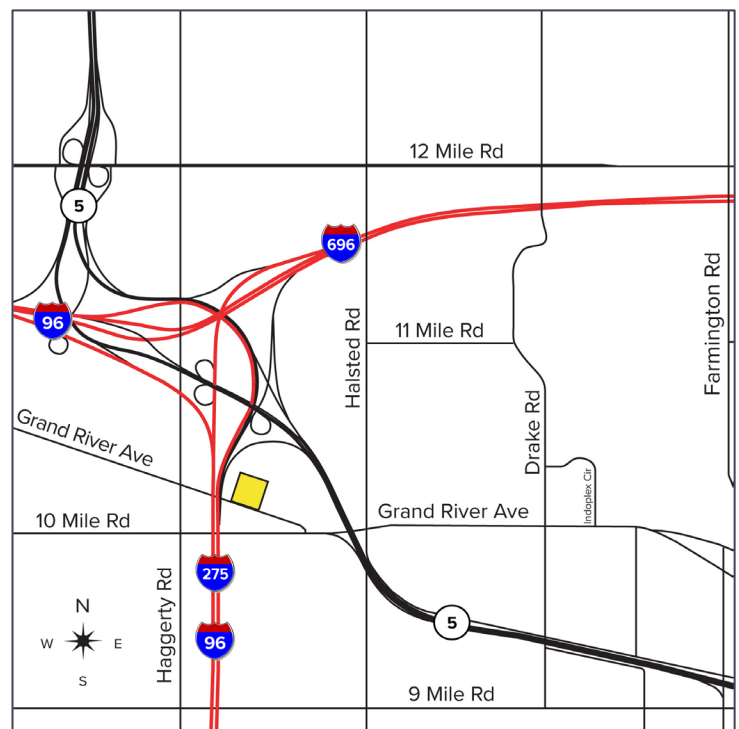 12 Mile Rd
5
696
96
Farmington Rd
Halsted Rd
11 Mile Rd
Drake Rd
Grand River Ave
Indoplex Cir
Grand River Ave
10 Mile Rd
275
Haggerty Rd
N
W E
S
96
5
9 Mile Rd